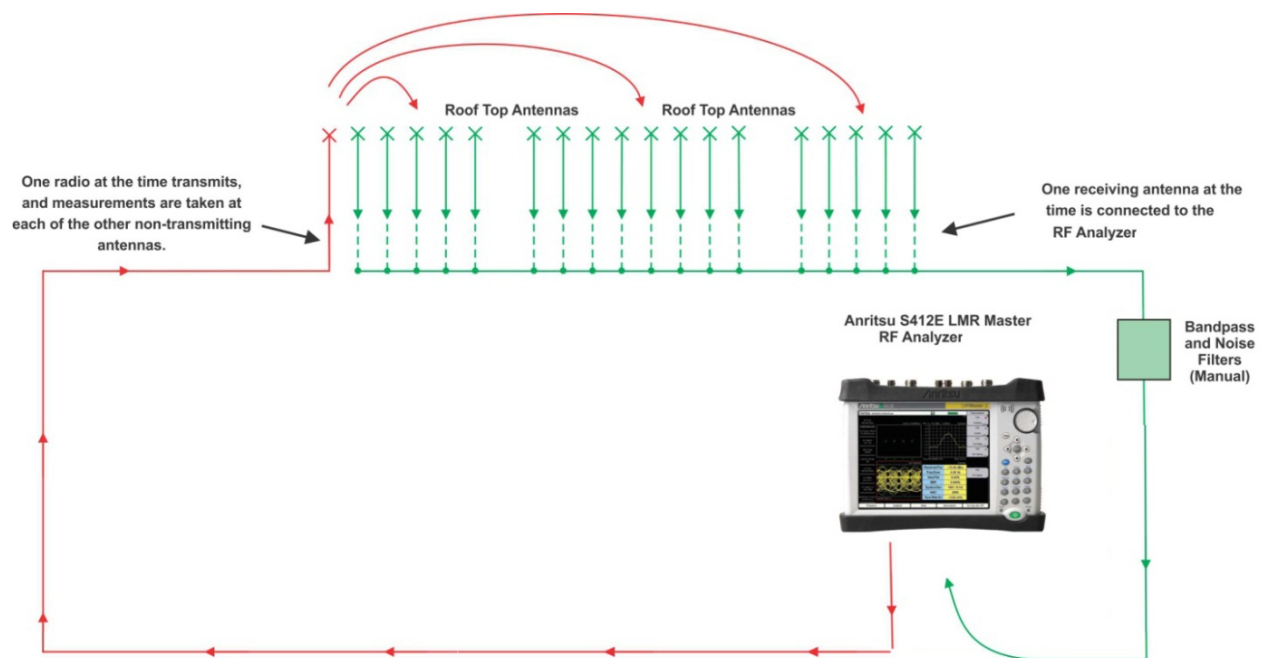 Roof Top Antennas
Roof Top Antennas
One radio at the time transmits,
and measurements are taken at
each of the other non-transmitting
antennas.
One receiving antenna at the
time is connected to the
RF Analyzer
Anritsu S412E LMR Master
RF Analyzer
Bandpass
and Noise
Filters
(Manual)
Anritsu